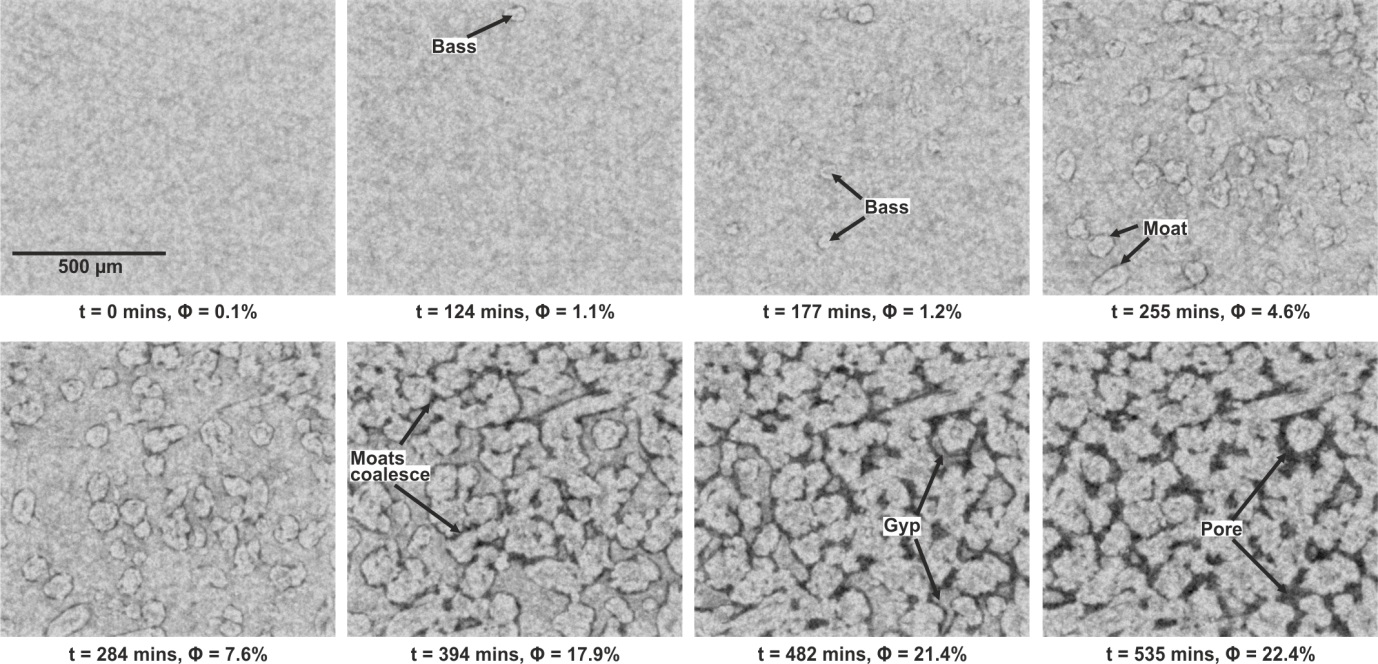 Bass
Bass
Moat
500 µm
t = 0 mins, Φ = 0.1%
t = 124 mins, Φ = 1.1%
t = 177 mins, Φ = 1.2%
t = 255 mins, Φ = 4.6%
Moats
coalesce
Gyp
Pore
t = 284 mins, Φ = 7.6%
t = 394 mins, Φ = 17.9%
t = 482 mins, Φ = 21.4%
t = 535 mins, Φ = 22.4%